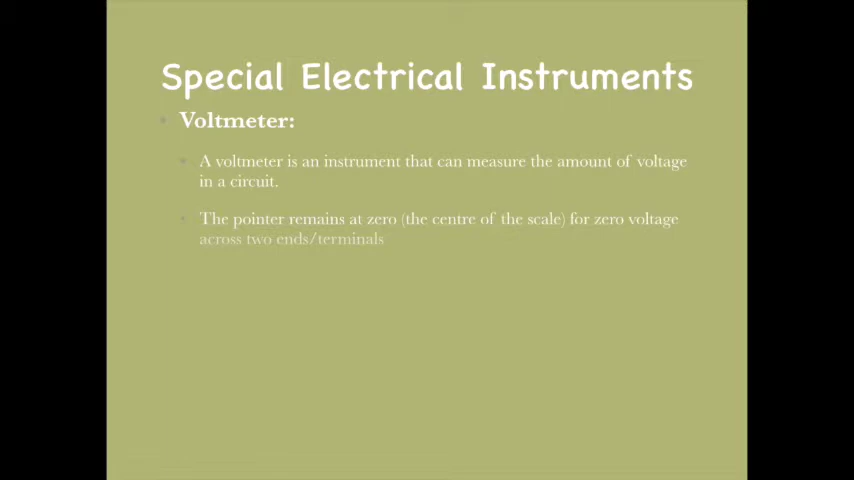 Special Electrical Instruments
Voltmeter:
A voltmeter is an instrument that can measure the amount of voltage
in a circuit.
The pointer remains at zero (the centre of the scale) for zero voltage
across two ends/terminals